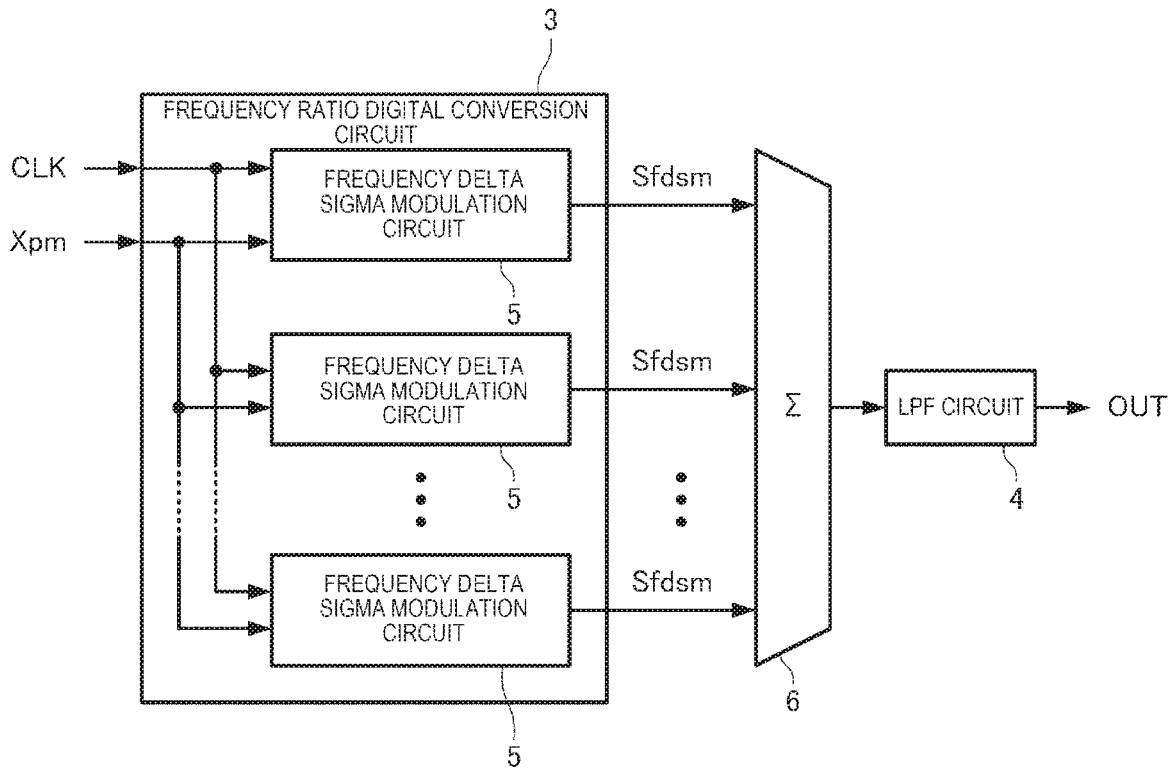 3
FREQUENCY RATIO DIGITAL CONVERSION
CIRCUIT
CLK
Xpm
FREQUENCY DELTA
SIGMA MODULATION
CIRCUIT
5
Sfdsm
FREQUENCY DELTA
SIGMA MODULATION
CIRCUIT
5
Sfdsm
FREQUENCY DELTA
SIGMA MODULATION
CIRCUIT
5
Sfdsm
Σ
6
LPF CIRCUIT
4
OUT